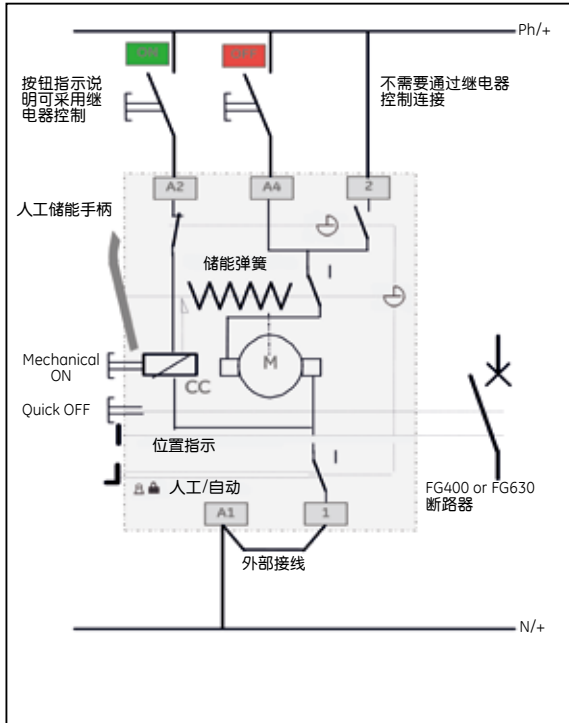 Ph/+
ON
OFF
按钮指示说
明可采用继
电器控制
不需要通过继电器
控制连接
A2
A4
2
人工储能手柄
储能弹簧
I
M
Mechanical
ON
CC
Quick OFF
位置指示
I
人工/自动
FG400 or FG630
断路器
A1
1
外部接线
N/+